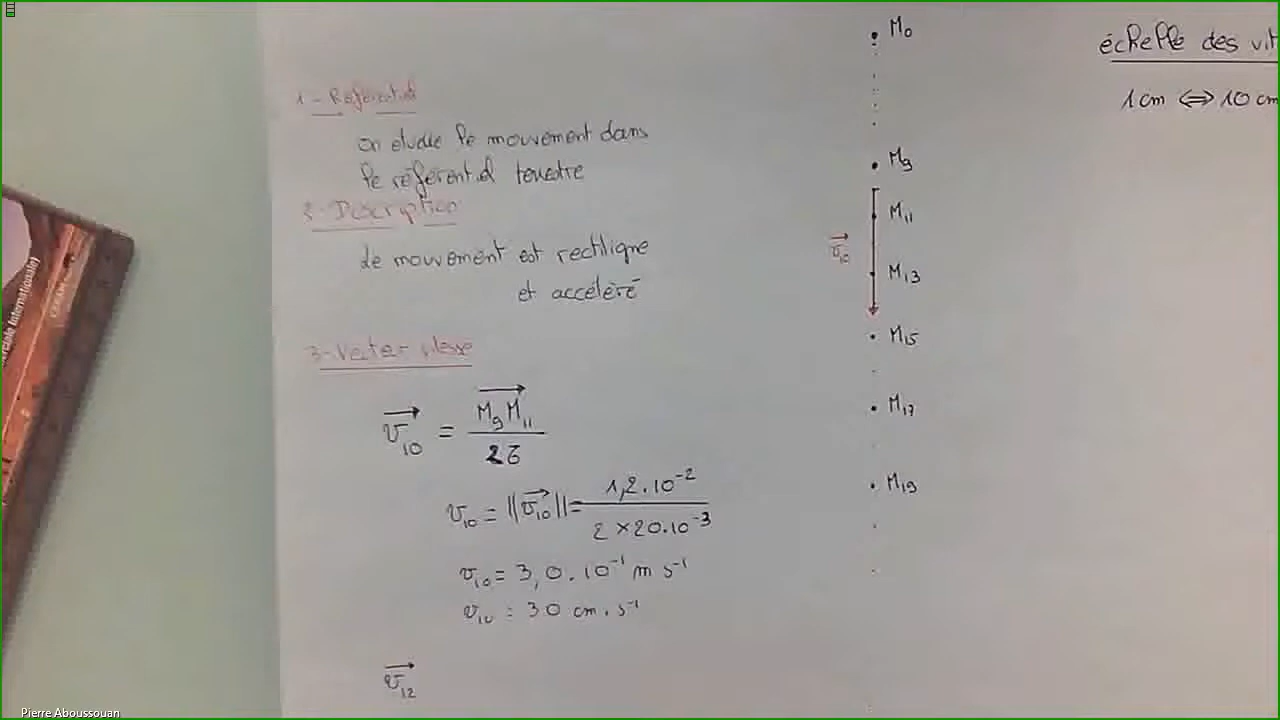 1 - Référentiel
on étudie le mouvement dans
le référentiel terrestre
2 - Description
Le mouvement est rectiligne
et accéléré
3 - Vecteur vitesse
v₁₀ = M₉M₁₁ / 2τ
v₁₀ = ||v₁₀|| = 1,2.10⁻² / 2 × 20.10⁻³
v₁₀ = 3,0.10⁻¹ m s⁻¹
v₁₀ = 30 cm.s⁻¹
v₁₂
M₀
M₉
M₁₁
v₁₀
M₁₃
M₁₅
M₁₇
M₁₉
échelle des vit
1 cm ⇔ 10 cm
Pierre Aboussouan